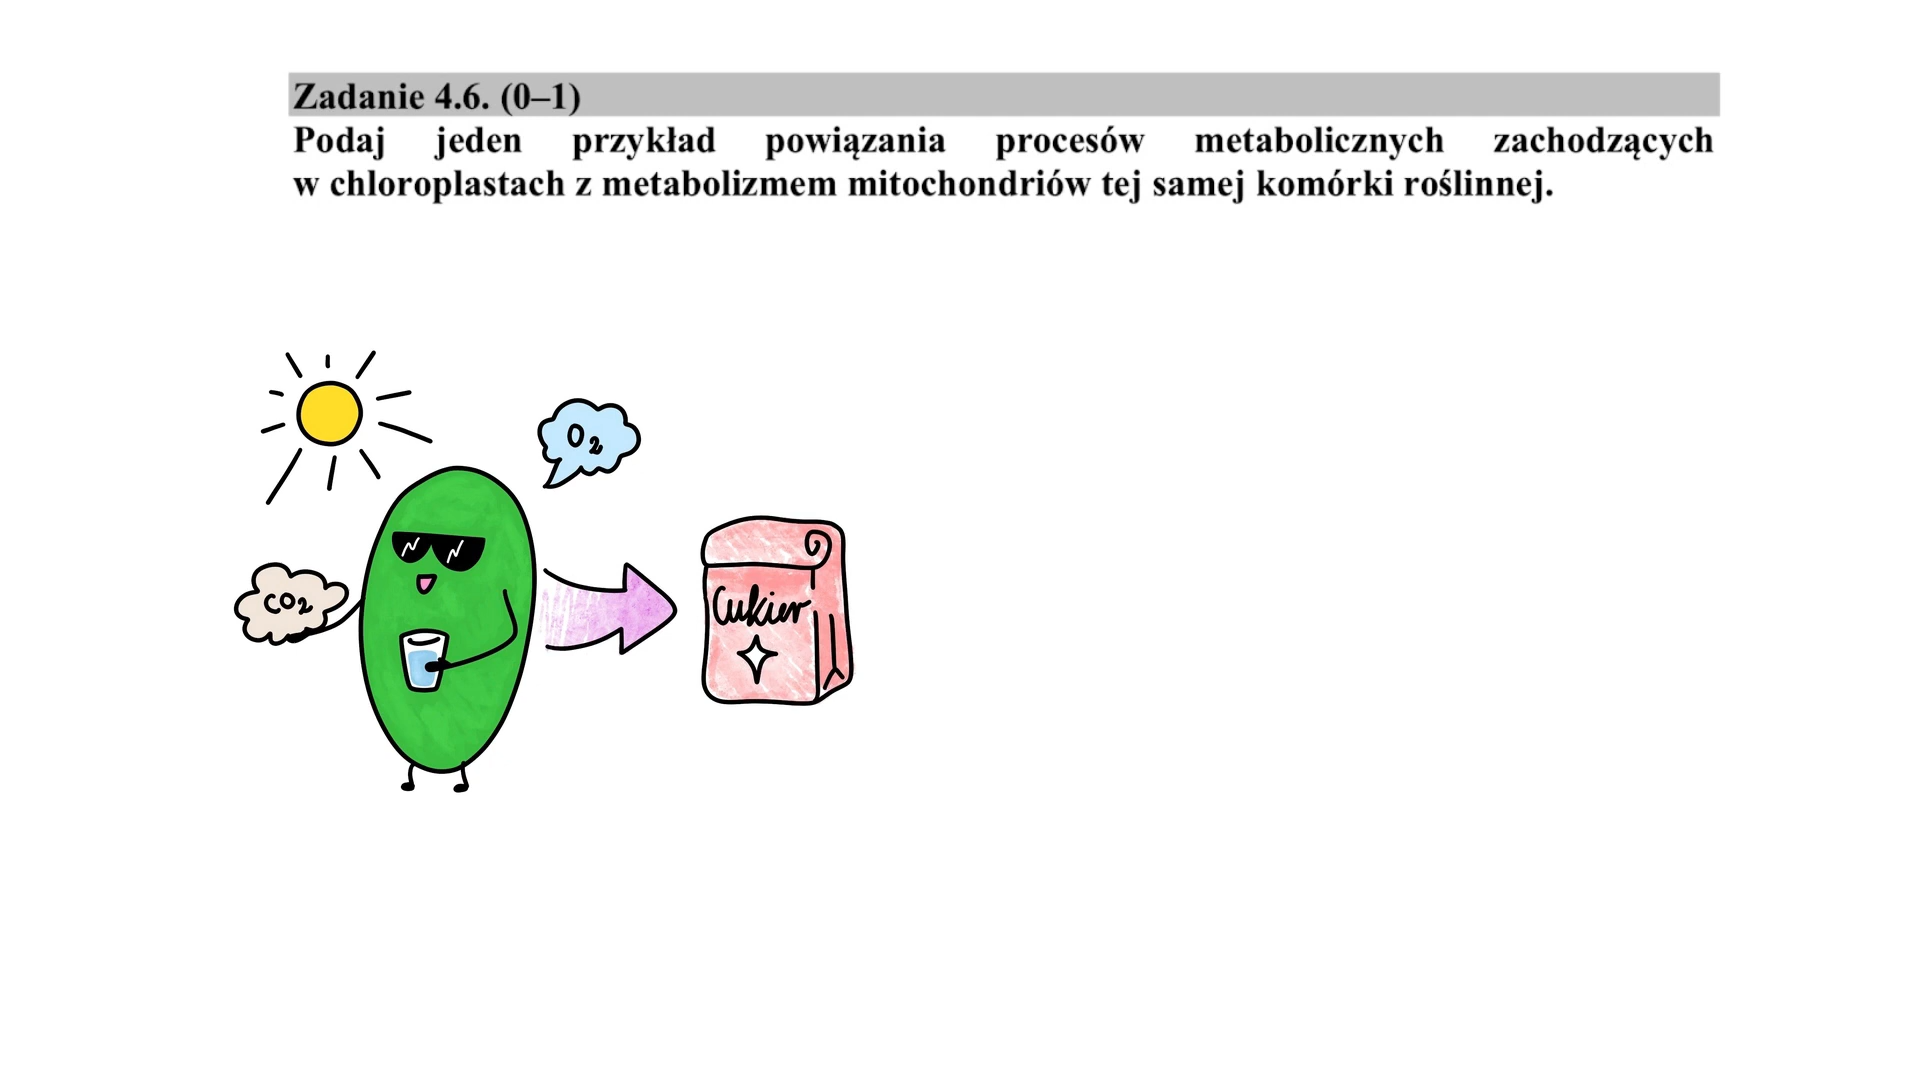 Zadanie 4.6. (0–1)
Podaj jeden przykład powiązania procesów metabolicznych zachodzących
w chloroplastach z metabolizmem mitochondriów tej samej komórki roślinnej.
O2
CO2
Cukier